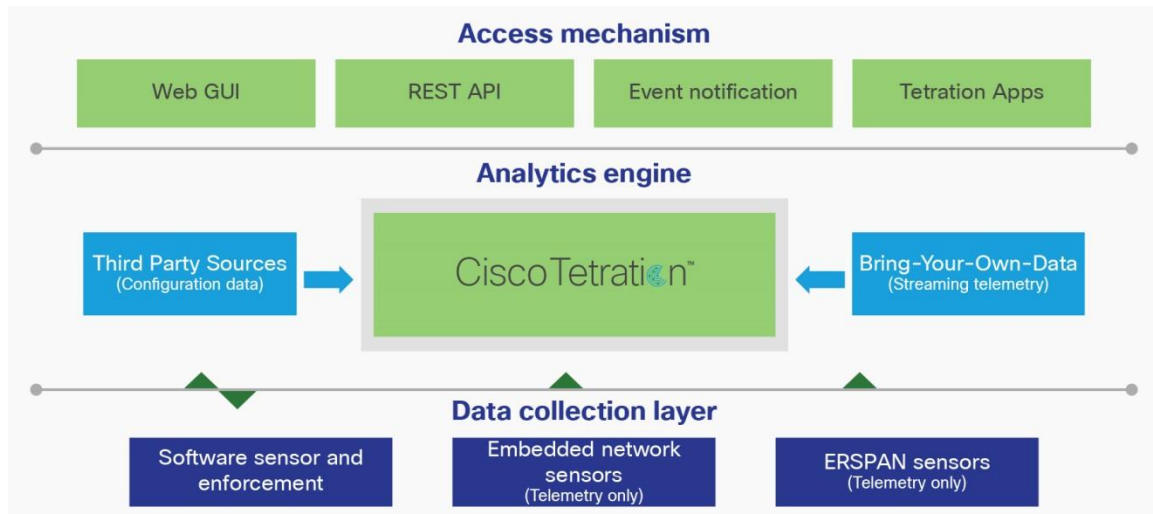 Access mechanism
Web GUI
REST API
Event notification
Tetration Apps
Analytics engine
Third Party Sources
(Configuration data)
Cisco Tetration™
Bring-Your-Own-Data
(Streaming telemetry)
Data collection layer
Software sensor and
enforcement
Embedded network
sensors
(Telemetry only)
ERSPAN sensors
(Telemetry only)